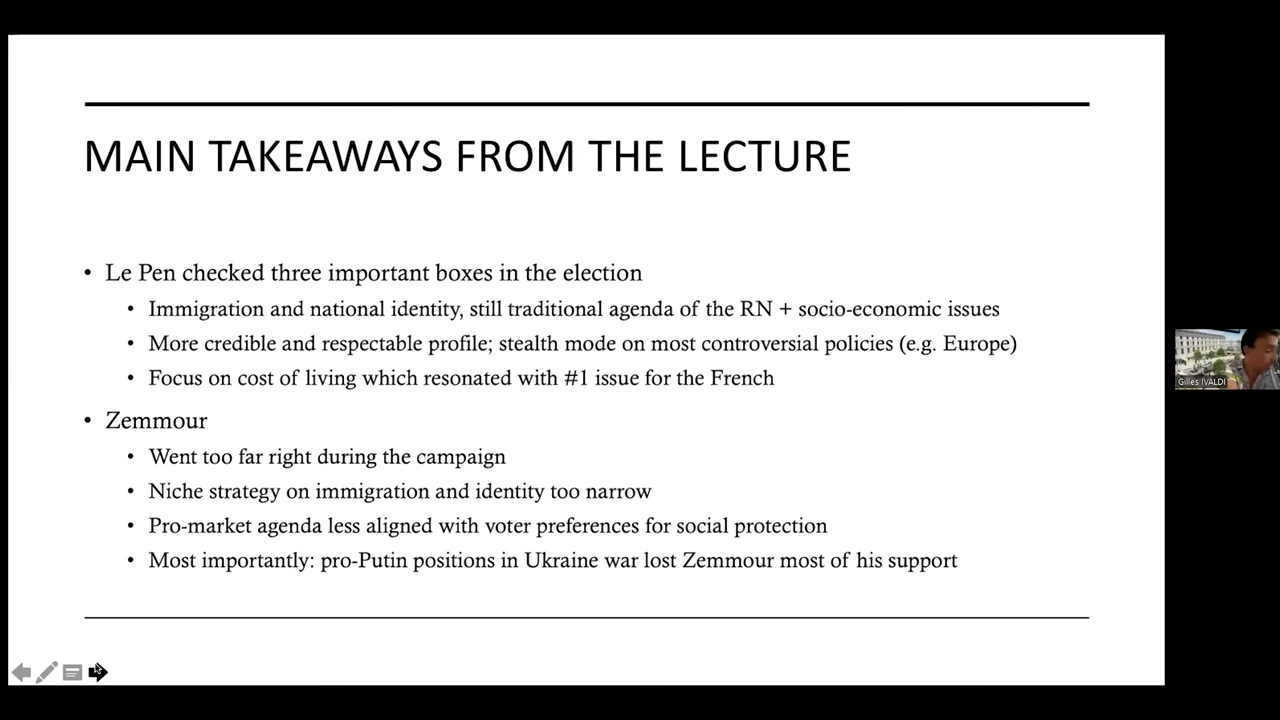 MAIN TAKEAWAYS FROM THE LECTURE
• Le Pen checked three important boxes in the election
• Immigration and national identity, still traditional agenda of the RN + socio-economic issues
• More credible and respectable profile; stealth mode on most controversial policies (e.g. Europe)
• Focus on cost of living which resonated with #1 issue for the French
• Zemmour
• Went too far right during the campaign
• Niche strategy on immigration and identity too narrow
• Pro-market agenda less aligned with voter preferences for social protection
• Most importantly: pro-Putin positions in Ukraine war lost Zemmour most of his support
Gilles IVALDI